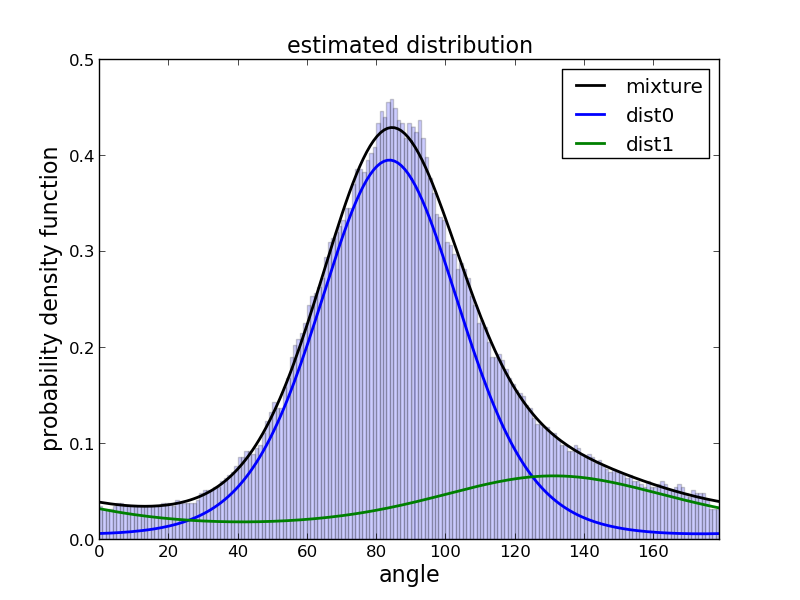 estimated distribution
0.5
0.4
0.3
0.2
0.1
0.0
probability density function
mixture
dist0
dist1
0 20 40 60 80 100 120 140 160
angle